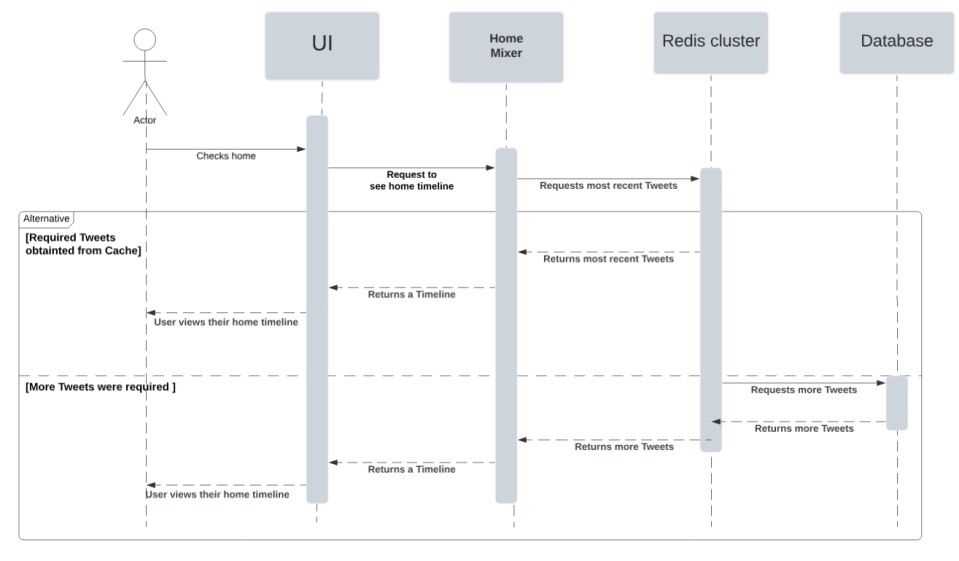 UI
Home
Mixer
Redis cluster
Database
Actor
Checks home
Request to
see home timeline
Requests most recent Tweets
Alternative
[Required Tweets
obtainted from Cache]
Returns most recent Tweets
Returns a Timeline
User views their home timeline
[More Tweets were required ]
Requests more Tweets
Returns more Tweets
Returns more Tweets
Returns a Timeline
User views their home timeline